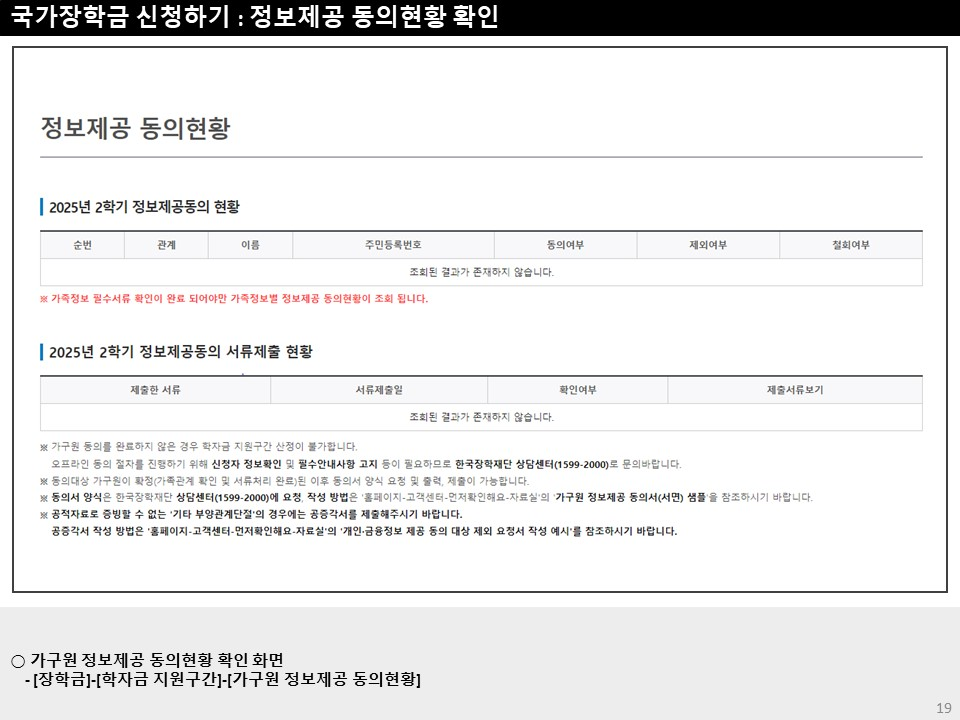 국가장학금 신청하기 : 정보제공 동의현황 확인
정보제공 동의현황
2025년 2학기 정보제공동의 현황
순번 관계 이름 주민등록번호 동의여부 제외여부 철회여부
조회된 결과가 존재하지 않습니다.
※ 가족정보 필수서류 확인이 완료 되어야만 가족정보별 정보제공 동의현황이 조회 됩니다.
2025년 2학기 정보제공동의 서류제출 현황
제출한 서류 서류제출일 확인여부 제출서류보기
조회된 결과가 존재하지 않습니다.
※ 가구원 동의를 완료하지 않은 경우 학자금 지원구간 산정이 불가합니다.
오프라인 동의 절차를 진행하기 위해 신청자 정보확인 및 필수안내사항 고지 등이 필요하므로 한국장학재단 상담센터(1599-2000)로 문의바랍니다.
※ 동의대상 가구원이 확정(가족관계 확인 및 서류처리 완료)된 이후 동의서 양식 요청 및 출력, 제출이 가능합니다.
※ 동의서 양식은 한국장학재단 상담센터(1599-2000)에 요청, 작성 방법은 '홈페이지-고객센터-먼저확인해요-자료실'의 '가구원 정보제공 동의서(서면) 샘플'을 참조하시기 바랍니다.
※ 공적자료로 증빙할 수 없는 '기타 부양관계단절'의 경우에는 공증각서를 제출해주시기 바랍니다.
공증각서 작성 방법은 '홈페이지-고객센터-먼저확인해요-자료실'의 '개인·금융정보 제공 동의 대상 제외 요청서 작성 예시'를 참조하시기 바랍니다.
○ 가구원 정보제공 동의현황 확인 화면
- [장학금]-[학자금 지원구간]-[가구원 정보제공 동의현황]
19